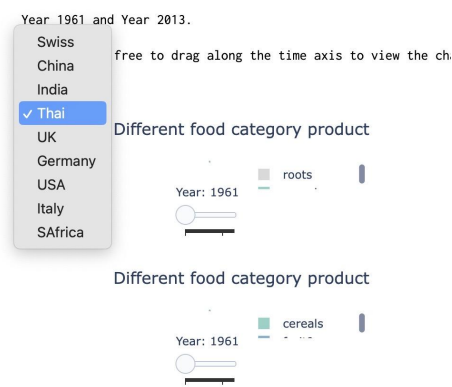 Year 1961 and Year 2013.
Swiss
China
free to drag along the time axis to view the
India
✓ Thai
UK
Germany
USA
Italy
SAfrica
Different food category product
roots
Year: 1961
Different food category product
cereals
Year: 1961